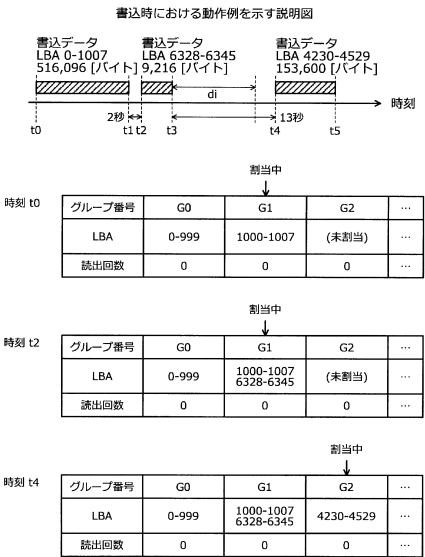 書込時における動作例を示す説明図
書込データ 書込データ 書込データ
LBA 0-1007 LBA 6328-6345 LBA 4230-4529
516,096 [バイト] 9,216 [バイト] 153,600 [バイト]
di
時刻
2秒 13秒
t0 t1 t2 t3 t4 t5
割当中
時刻 t0
グループ番号 G0 G1 G2 …
LBA 0-999 1000-1007 (未割当) …
読出回数 0 0 0 …
割当中
時刻 t2
グループ番号 G0 G1 G2 …
LBA 0-999 1000-1007 6328-6345 (未割当) …
読出回数 0 0 0 …
割当中
時刻 t4
グループ番号 G0 G1 G2 …
LBA 0-999 1000-1007 6328-6345 4230-4529 …
読出回数 0 0 0 …